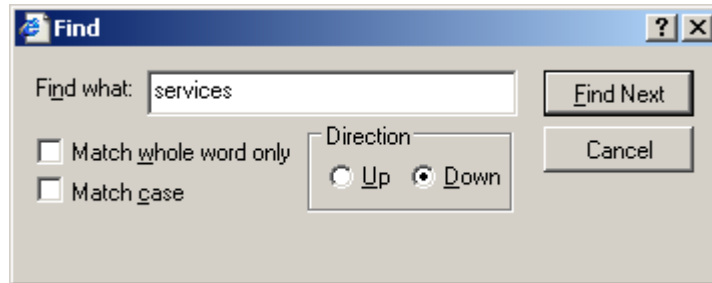 Find
Find what: services
Find Next
Match whole word only
Match case
Direction
Up Down
Cancel